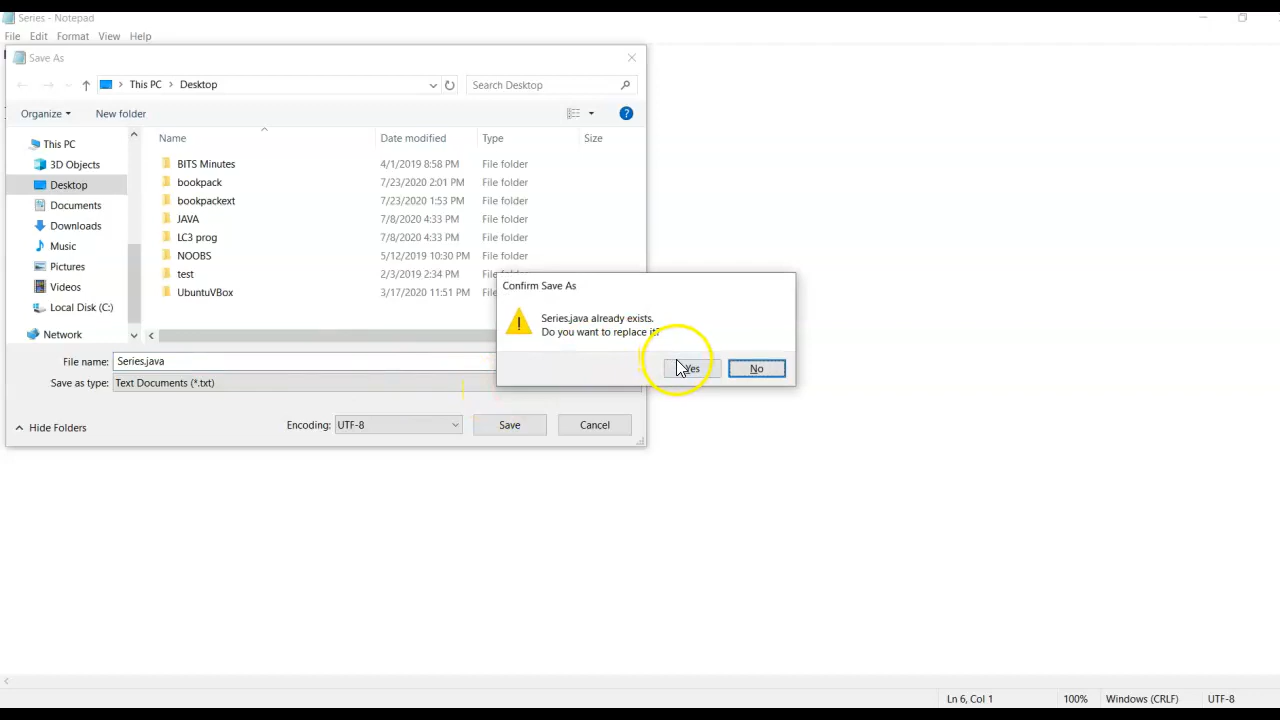 Series - Notepad
File Edit Format View Help
Save As
This PC Desktop
Search Desktop
Organize New folder
Name Date modified Type Size
This PC
3D Objects
Desktop
Documents
Downloads
Music
Pictures
Videos
Local Disk (C:)
Network
BITS Minutes 4/1/2019 8:58 PM File folder
bookpack 7/23/2020 2:01 PM File folder
bookpackext 7/23/2020 1:53 PM File folder
JAVA 7/8/2020 4:33 PM File folder
LC3 prog 7/8/2020 4:33 PM File folder
NOOBS 5/12/2019 10:30 PM File folder
test 2/3/2019 2:34 PM File folder
UbuntuVBox 3/17/2020 11:51 PM
Confirm Save As
Series.java already exists.
Do you want to replace it?
Yes No
File name: Series.java
Save as type: Text Documents (*.txt)
Hide Folders
Encoding: UTF-8
Save Cancel
Ln 6, Col 1 100% Windows (CRLF) UTF-8